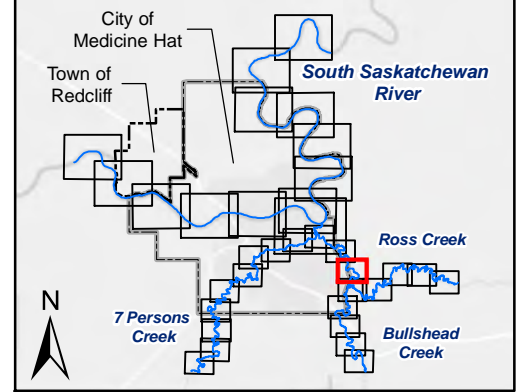 City of
Medicine Hat
Town of
Redcliff
South Saskatchewan
River
Ross Creek
N
7 Persons
Creek
Bullshead
Creek